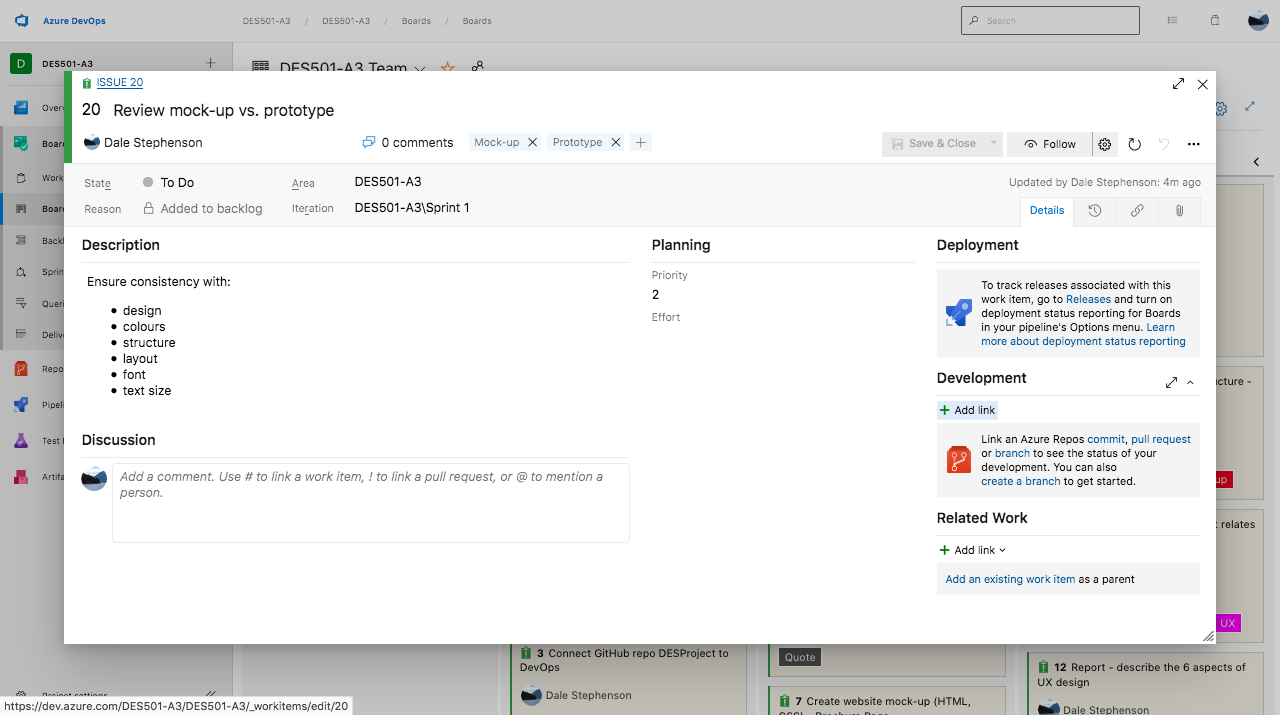 Azure DevOps
DES501-A3 / DES501-A3 / Boards / Boards
Search
D DES501-A3
DES501-A3 Team
ISSUE 20
20 Review mock-up vs. prototype
Dale Stephenson
0 comments
Mock-up
Prototype
Save & Close
Follow
State To Do
Area DES501-A3
Updated by Dale Stephenson: 4m ago
Reason Added to backlog
Iteration DES501-A3\Sprint 1
Details
Description
Ensure consistency with:
• design
• colours
• structure
• layout
• font
• text size
Discussion
Add a comment. Use # to link a work item, ! to link a pull request, or @ to mention a
person.
Planning
Priority
2
Effort
Deployment
To track releases associated with this
work item, go to Releases and turn on
deployment status reporting for Boards
in your pipeline's Options menu. Learn
more about deployment status reporting
Development
Add link
Link an Azure Repos commit, pull request
or branch to see the status of your
development. You can also
create a branch to get started.
Related Work
Add link
Add an existing work item as a parent
Overv
Boar
Work
Boar
Backl
Sprin
Queri
Delive
Repo
Pipeli
Test P
Artifa
Project settings
https://dev.azure.com/DES501-A3/DES501-A3/_workitems/edit/20
3 Connect GitHub repo DESProject to
DevOps
Dale Stephenson
Quote
7 Create website mock-up (HTML,
CSS) - Brochure Page
cture -
up
t relates
UX
12 Report - describe the 6 aspects of
UX design
Dale Stephenson